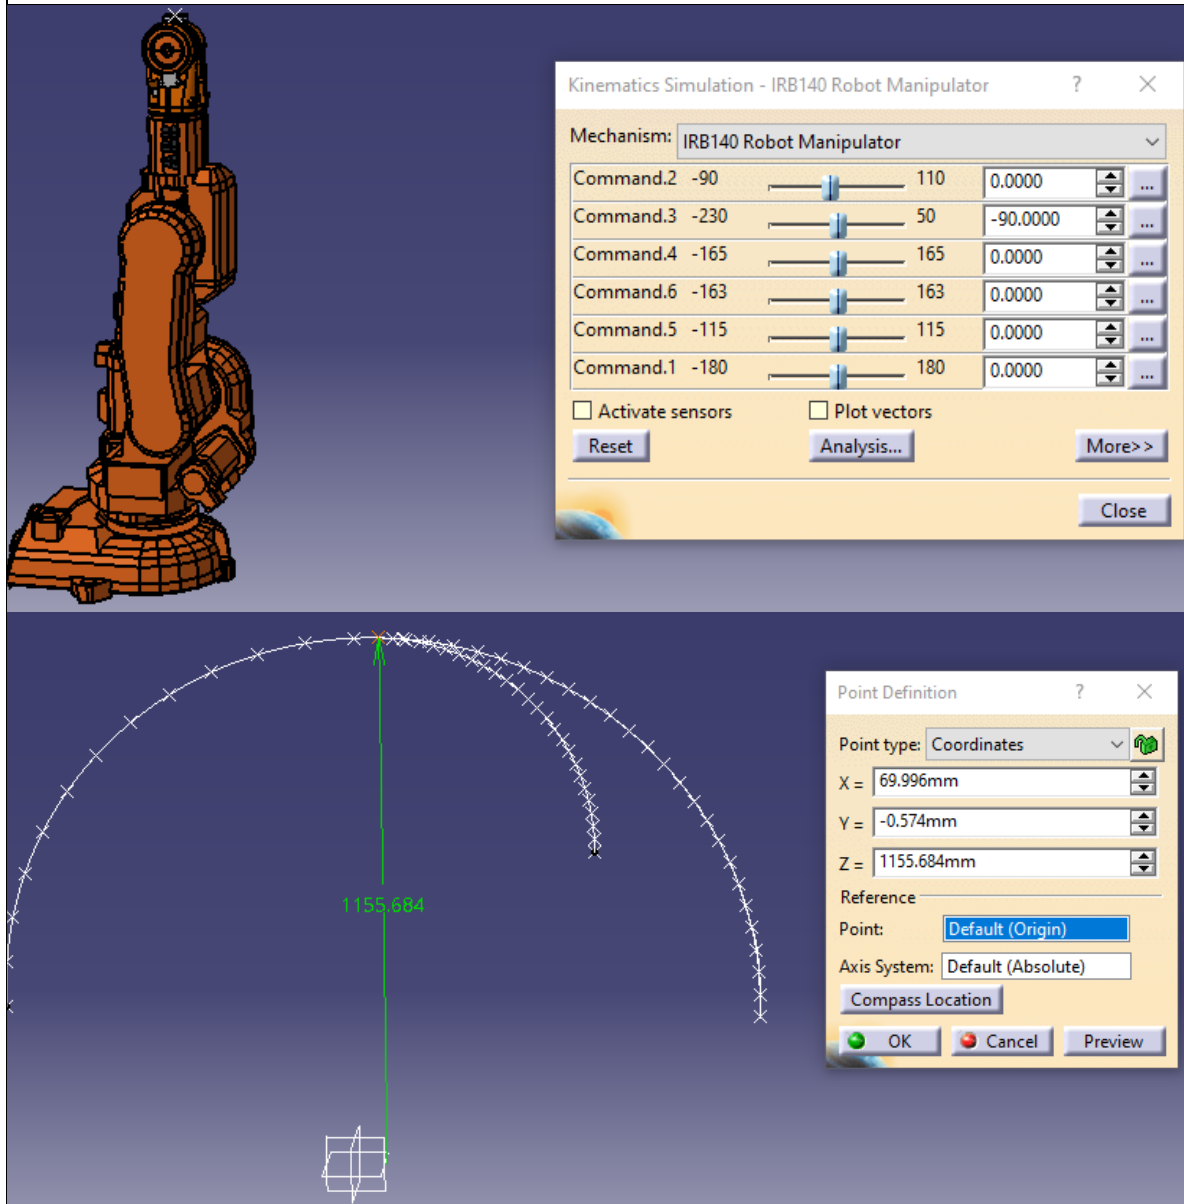 Kinematics Simulation - IRB140 Robot Manipulator ?
Mechanism: IRB140 Robot Manipulator
Command.2 -90 110 0.0000 ...
Command.3 -230 50 -90.0000 ...
Command.4 -165 165 0.0000 ...
Command.6 -163 163 0.0000 ...
Command.5 -115 115 0.0000 ...
Command.1 -180 180 0.0000 ...
Activate sensors Plot vectors
Reset Analysis... More>>
Close
1155.684
Point Definition ?
Point type: Coordinates
X = 69.996mm
Y = -0.574mm
Z = 1155.684mm
Reference
Point: Default (Origin)
Axis System: Default (Absolute)
Compass Location
OK Cancel Preview